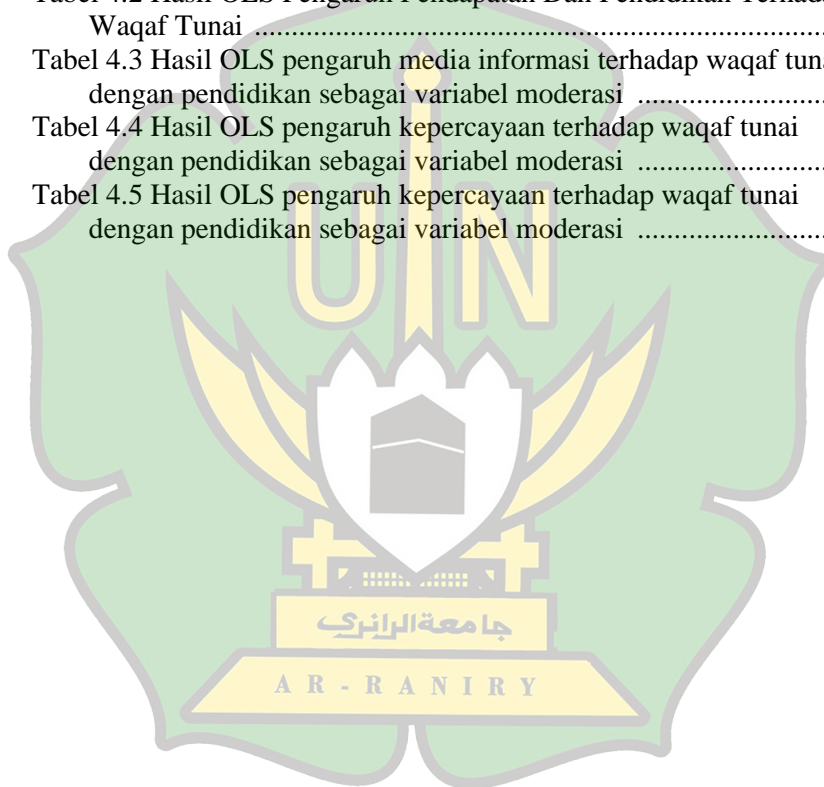 Tabel 4.2 Hasil OLS Pengaruh Pendapatan Dan Pendidikan
Waqaf Tunai ........................................................................................
Tabel 4.3 Hasil OLS pengaruh media informasi terhadap waqaf
dengan pendidikan sebagai variabel moderasi ..........................
Tabel 4.4 Hasil OLS pengaruh kepercayaan terhadap waqaf tunai
dengan pendidikan sebagai variabel moderasi ..........................
Tabel 4.5 Hasil OLS pengaruh kepercayaan terhadap waqaf tunai
dengan pendidikan sebagai variabel moderasi ..........................
UIN
جامعة الرانري
AR-RANIRY